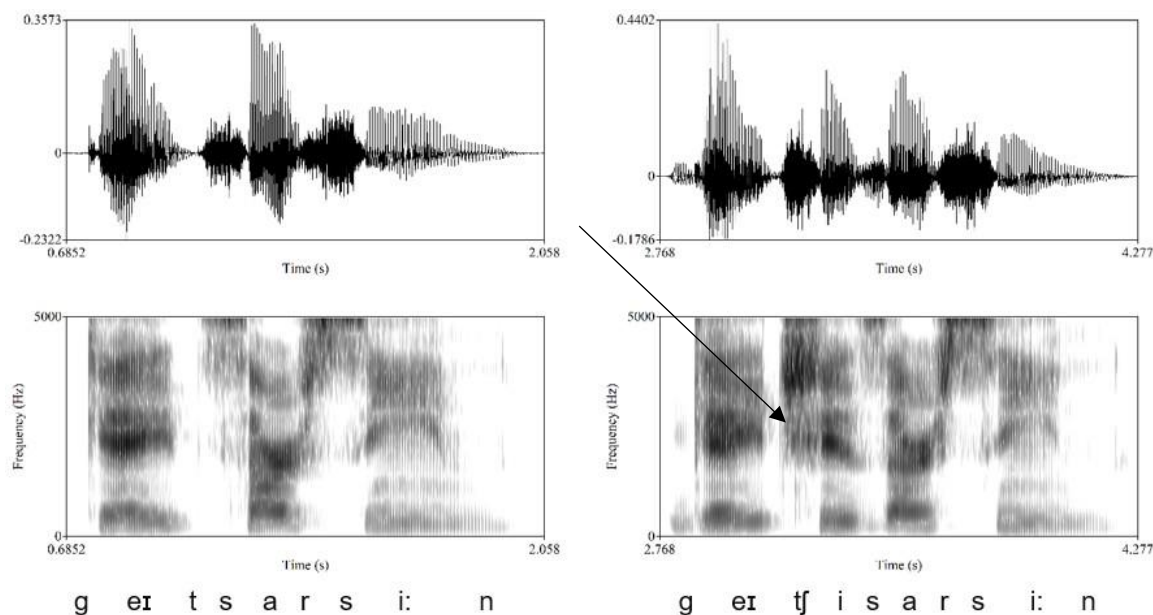 0.3573
0
-0.2322
0.6852
2.058
Time (s)
0.4402
0
-0.1786
2.768
4.277
Time (s)
5000
Frequency (Hz)
0
0.6852
2.058
Time (s)
5000
Frequency (Hz)
0
2.768
4.277
Time (s)
g eɪ t s a r s i: n
g eɪ tʃ i s a r s i: n